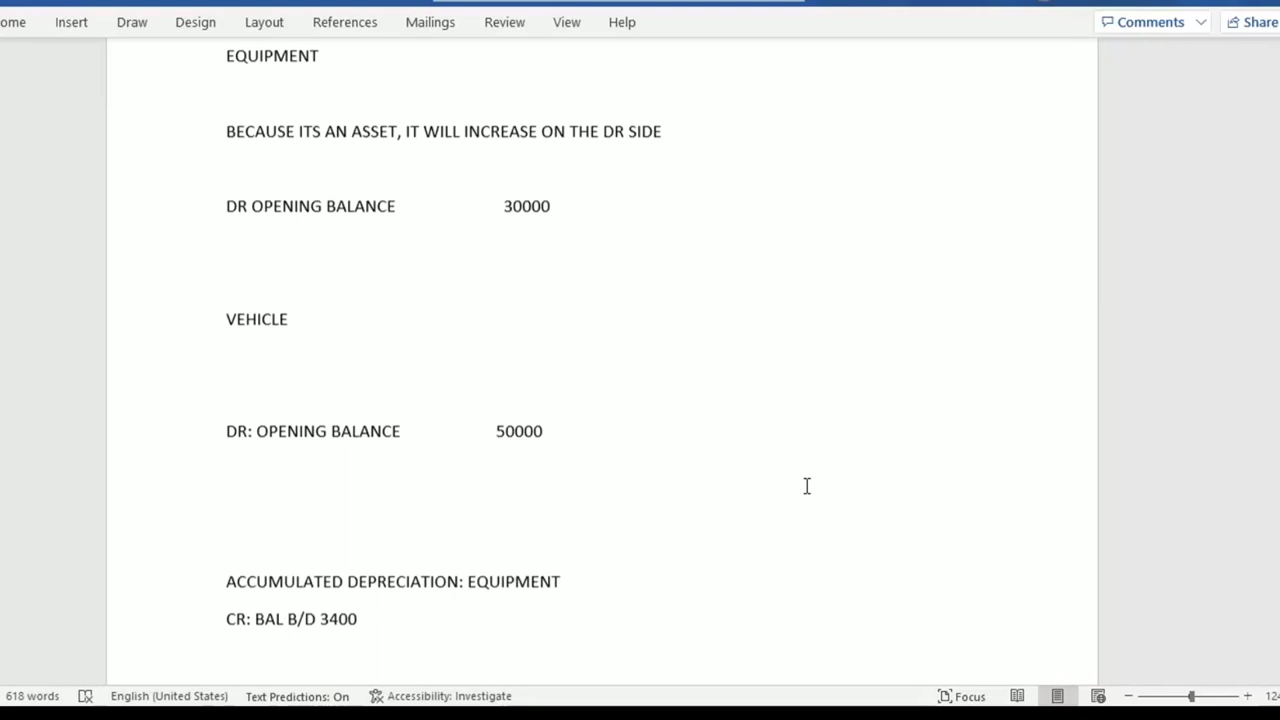 ome Insert Draw Design Layout References Mailings Review View Help Comments Share
EQUIPMENT
BECAUSE ITS AN ASSET, IT WILL INCREASE ON THE DR SIDE
DR OPENING BALANCE 30000
VEHICLE
DR: OPENING BALANCE 50000
ACCUMULATED DEPRECIATION: EQUIPMENT
CR: BAL B/D 3400
618 words English (United States) Text Predictions: On Accessibility: Investigate Focus 124